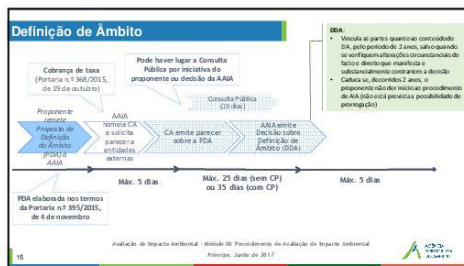 Definição de Âmbito
Cobrança de taxa
(Portaria n.º 368/2015,
de 19 de outubro)
Pode haver lugar a Consulta
Pública por iniciativa do
proponente ou decisão da AAIA
DDA:
• Vincula as partes quanto ao conteúdo do
EIA, pelo período de 2 anos, salvo quando
se verifiquem alterações circunstanciais de
facto e direito que manifesta e
substancialmente contrariem a decisão
• Caduca se, decorridos 2 anos, o
proponente não der início ao procedimento
de AIA (não está prevista a possibilidade de
prorrogação)
Consulta Pública
(15 dias)
Proponente
remete
Proposta de
Definição
do Âmbito
(PDA) à
AAIA
AAIA
nomeia CA
e solicita
parecer a
entidades
externas
CA emite parecer
sobre a PDA
AAIA emite
Decisão sobre
Definição de
Âmbito (DDA)
Máx. 5 dias
Máx. 25 dias (sem CP)
ou 35 dias (com CP)
Máx. 5 dias
PDA elaborada nos termos
da Portaria n.º 395/2015,
de 4 de novembro
Avaliação de Impacte Ambiental - Módulo III Procedimento de Avaliação de Impacte Ambiental
Príncipe, Junho de 2017
15